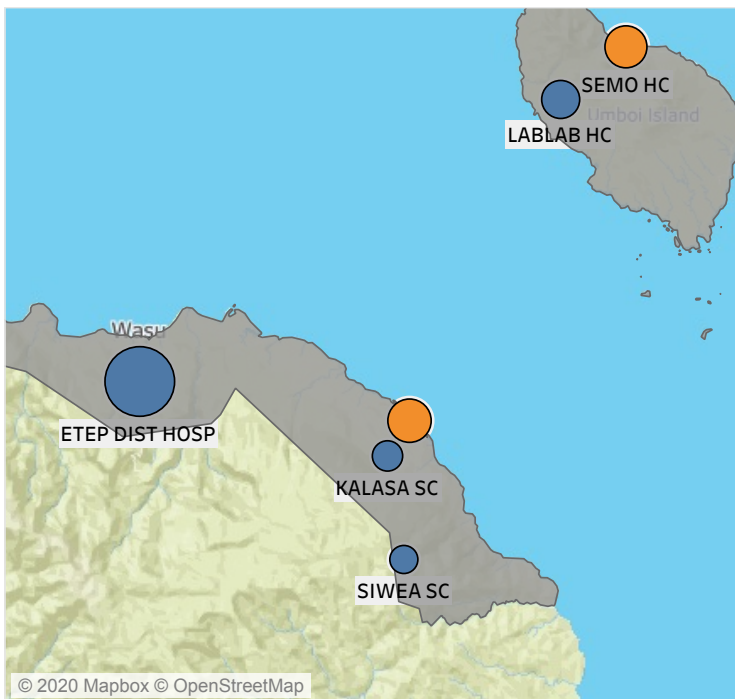 SEMO HC
Umboi Island
LABLAB HC
Wasu
ETEP DIST HOSP
KALASA SC
SIWEA SC
© 2020 Mapbox © OpenStreetMap